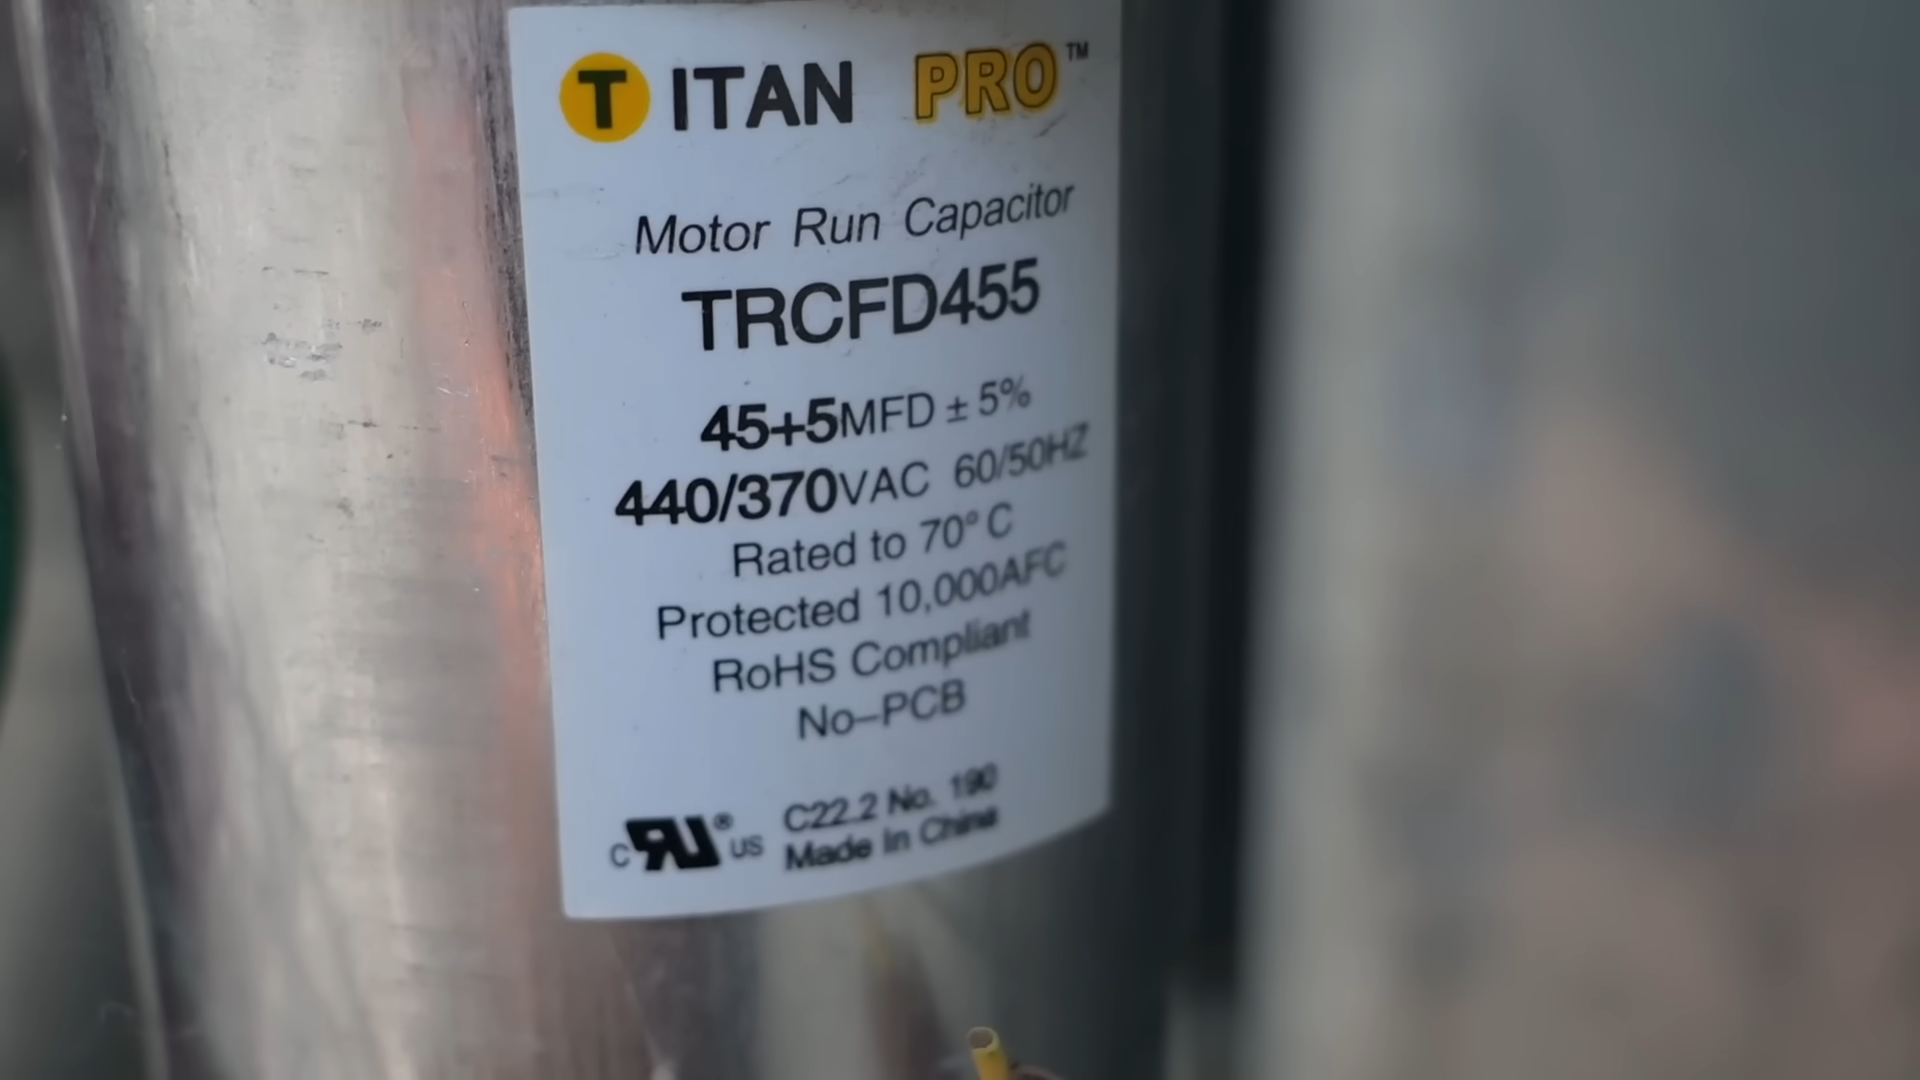 TITAN PRO™
Motor Run Capacitor
TRCFD455
45+5MFD ± 5%
440/370VAC 60/50HZ
Rated to 70° C
Protected 10,000AFC
RoHS Compliant
No–PCB
C RU® US C22.2 No. 190
Made In China